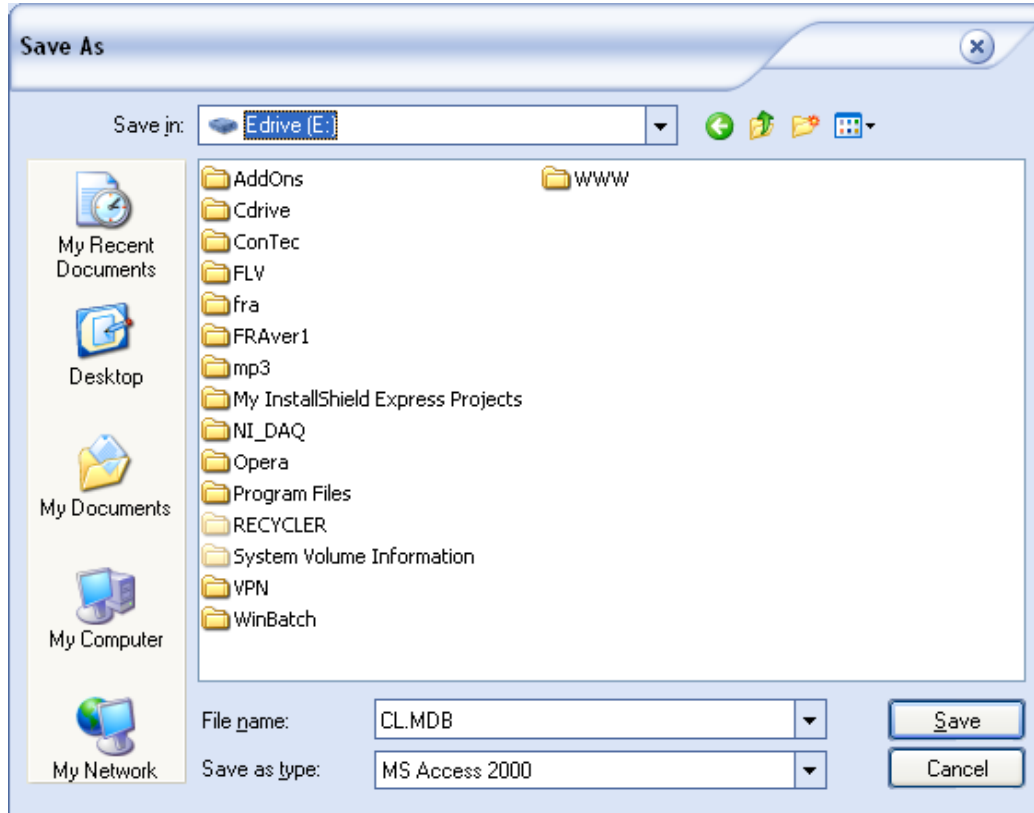 Save As
Save in:
Edrive (E:)
My Recent
Documents
Desktop
My Documents
My Computer
My Network
AddOns
Cdrive
ConTec
FLV
fra
FRAver1
mp3
My InstallShield Express Projects
NI_DAQ
Opera
Program Files
RECYCLER
System Volume Information
VPN
WinBatch
WWW
File name:
CL.MDB
Save
Save as type:
MS Access 2000
Cancel